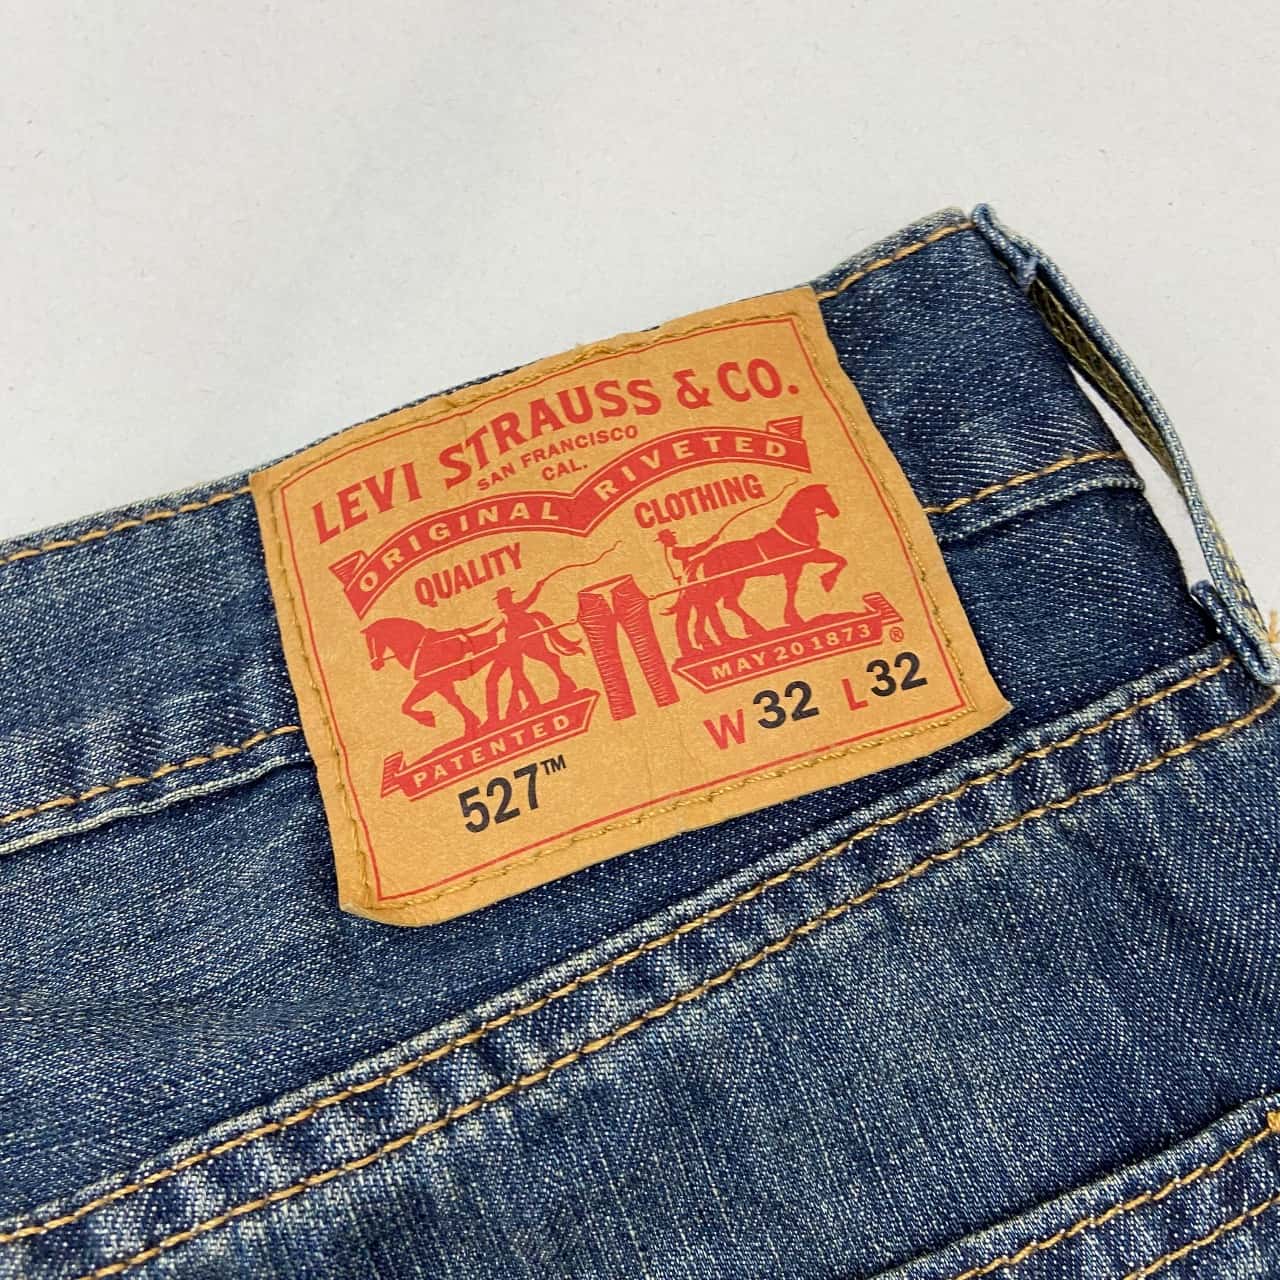 LEVI STRAUSS & CO.
SAN FRANCISCO
CAL.
ORIGINAL RIVETED
QUALITY CLOTHING
PATENTED MAY 20 1873 ®
527™ W 32 L 32